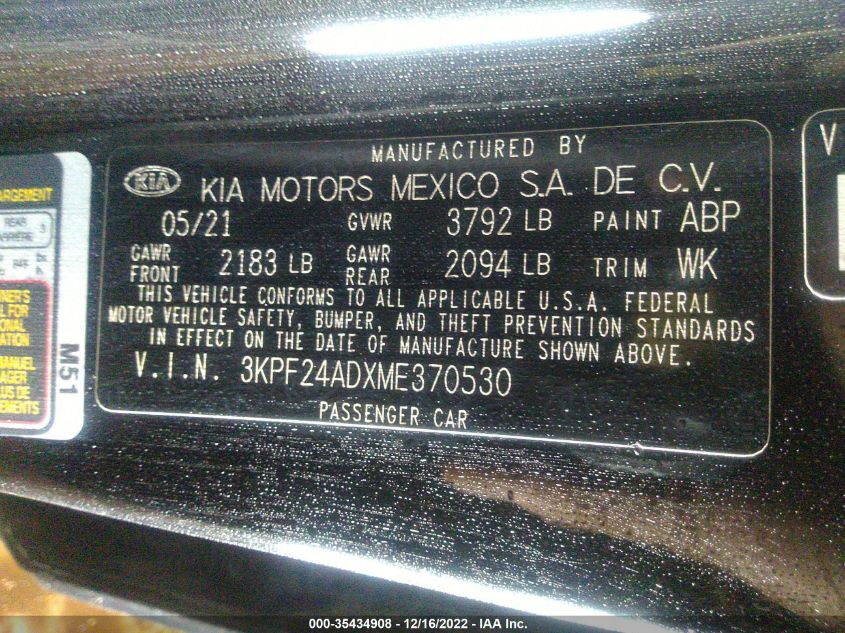 MANUFACTURED BY
KIA KIA MOTORS MEXICO S.A. DE C.V.
05/21 GVWR 3792 LB PAINT ABP
GAWR FRONT 2183 LB GAWR REAR 2094 LB TRIM WK
THIS VEHICLE CONFORMS TO ALL APPLICABLE U.S.A. FEDERAL
MOTOR VEHICLE SAFETY, BUMPER, AND THEFT PREVENTION STANDARDS
IN EFFECT ON THE DATE OF MANUFACTURE SHOWN ABOVE.
V.I.N. 3KPF24ADXME370530
PASSENGER CAR
REAR
M51
V
000-35434908 - 12/16/2022 - IAA Inc.